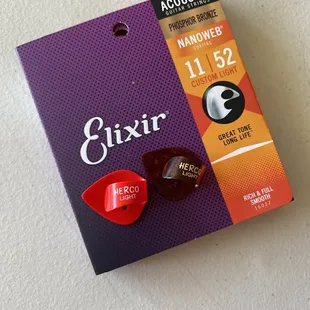 ACOUSTIC
GUITAR STRINGS
PHOSPHOR BRONZE
NANOWEB®
COATING
11 | 52
CUSTOM LIGHT
GREAT TONE
LONG LIFE
Elixir
HERCO
LIGHT
HERCO
LIGHT
RICH & FULL
SMOOTH